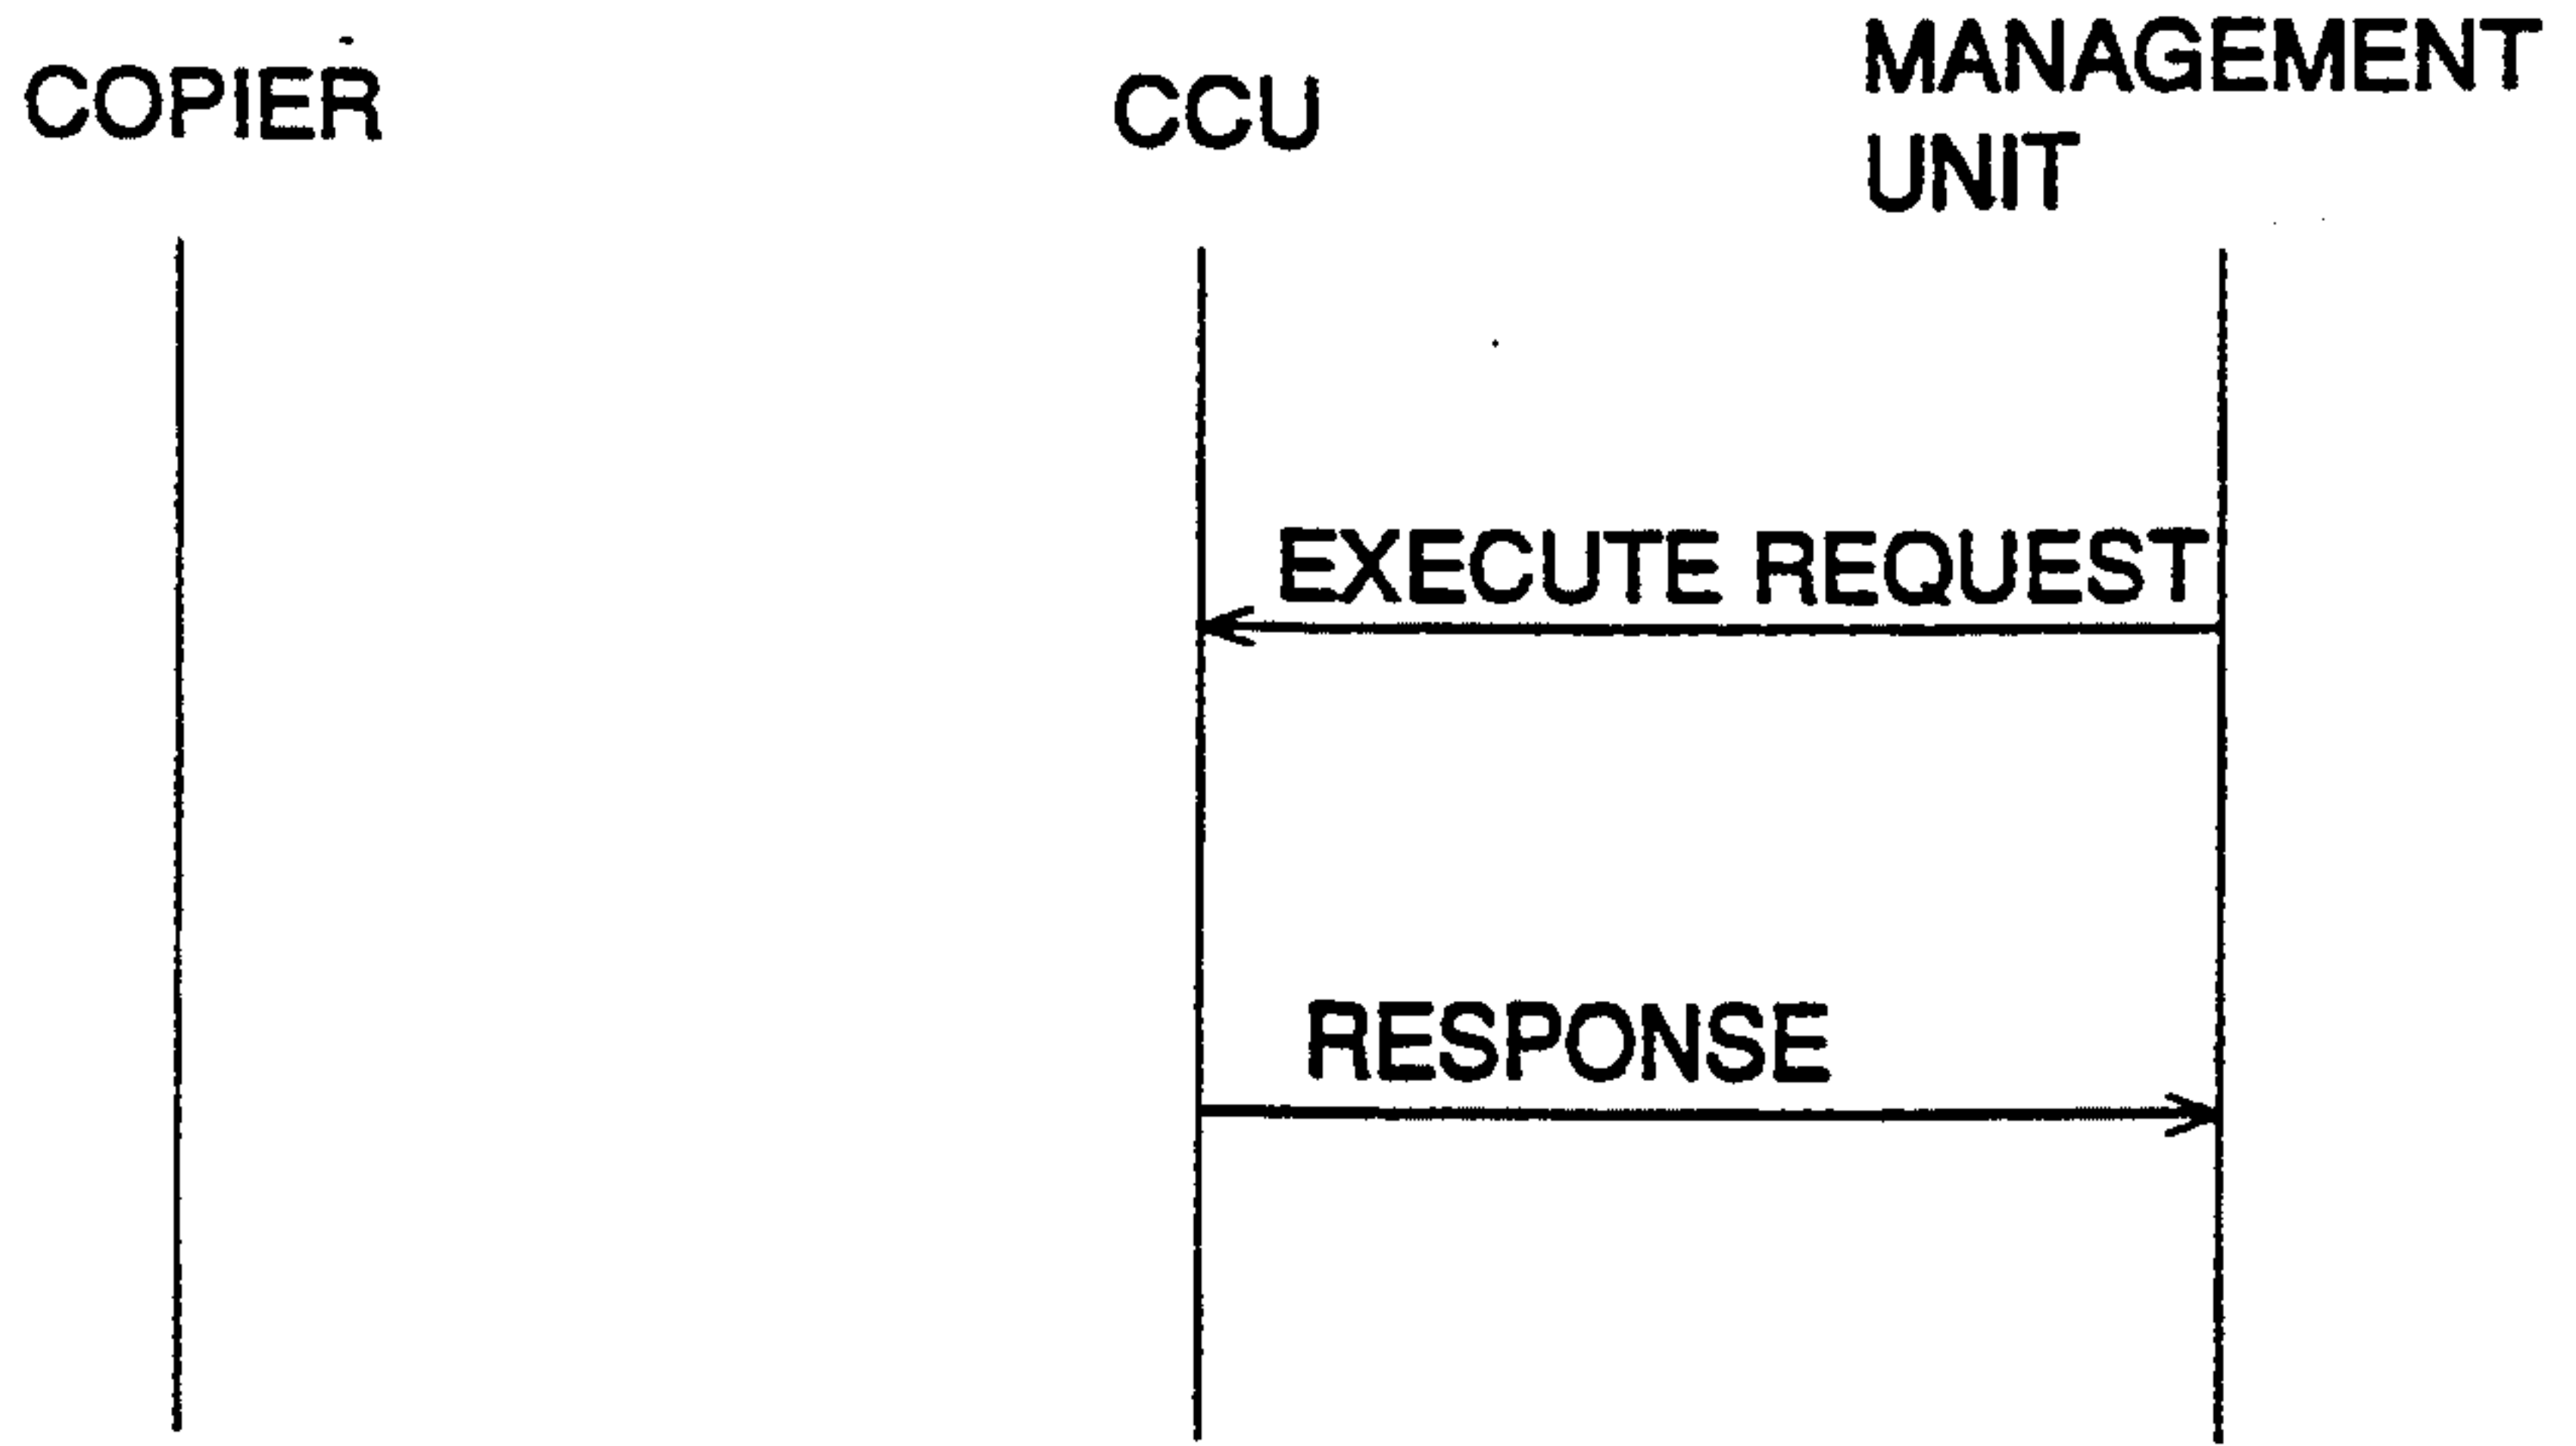 COPIER
CCU
MANAGEMENT
UNIT
EXECUTE REQUEST
RESPONSE